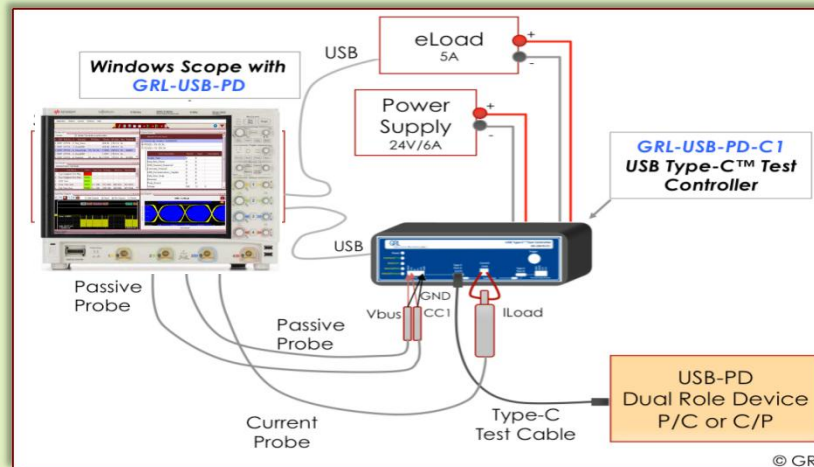 Windows Scope with
GRL-USB-PD
USB
eLoad
5A
+
-
Power
Supply
24V/6A
+
-
GRL-USB-PD-C1
USB Type-C™ Test
Controller
USB
GRL
Passive
Probe
Passive
Probe
Vbus
GND
CC1
ILoad
Current
Probe
Type-C
Test Cable
USB-PD
Dual Role Device
P/C or C/P
© GR